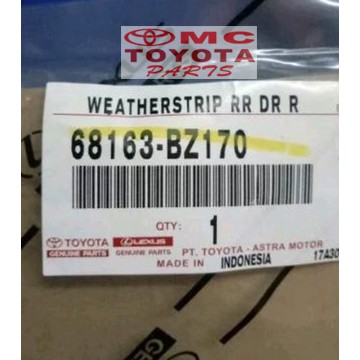 MC
TOYOTA
PARTS
WEATHERSTRIP RR DR R
68163-BZ170
QTY: 1
TOYOTA LEXUS
GENUINE PARTS GENUINE PARTS
PT. TOYOTA - ASTRA MOTOR
MADE IN INDONESIA 17A30